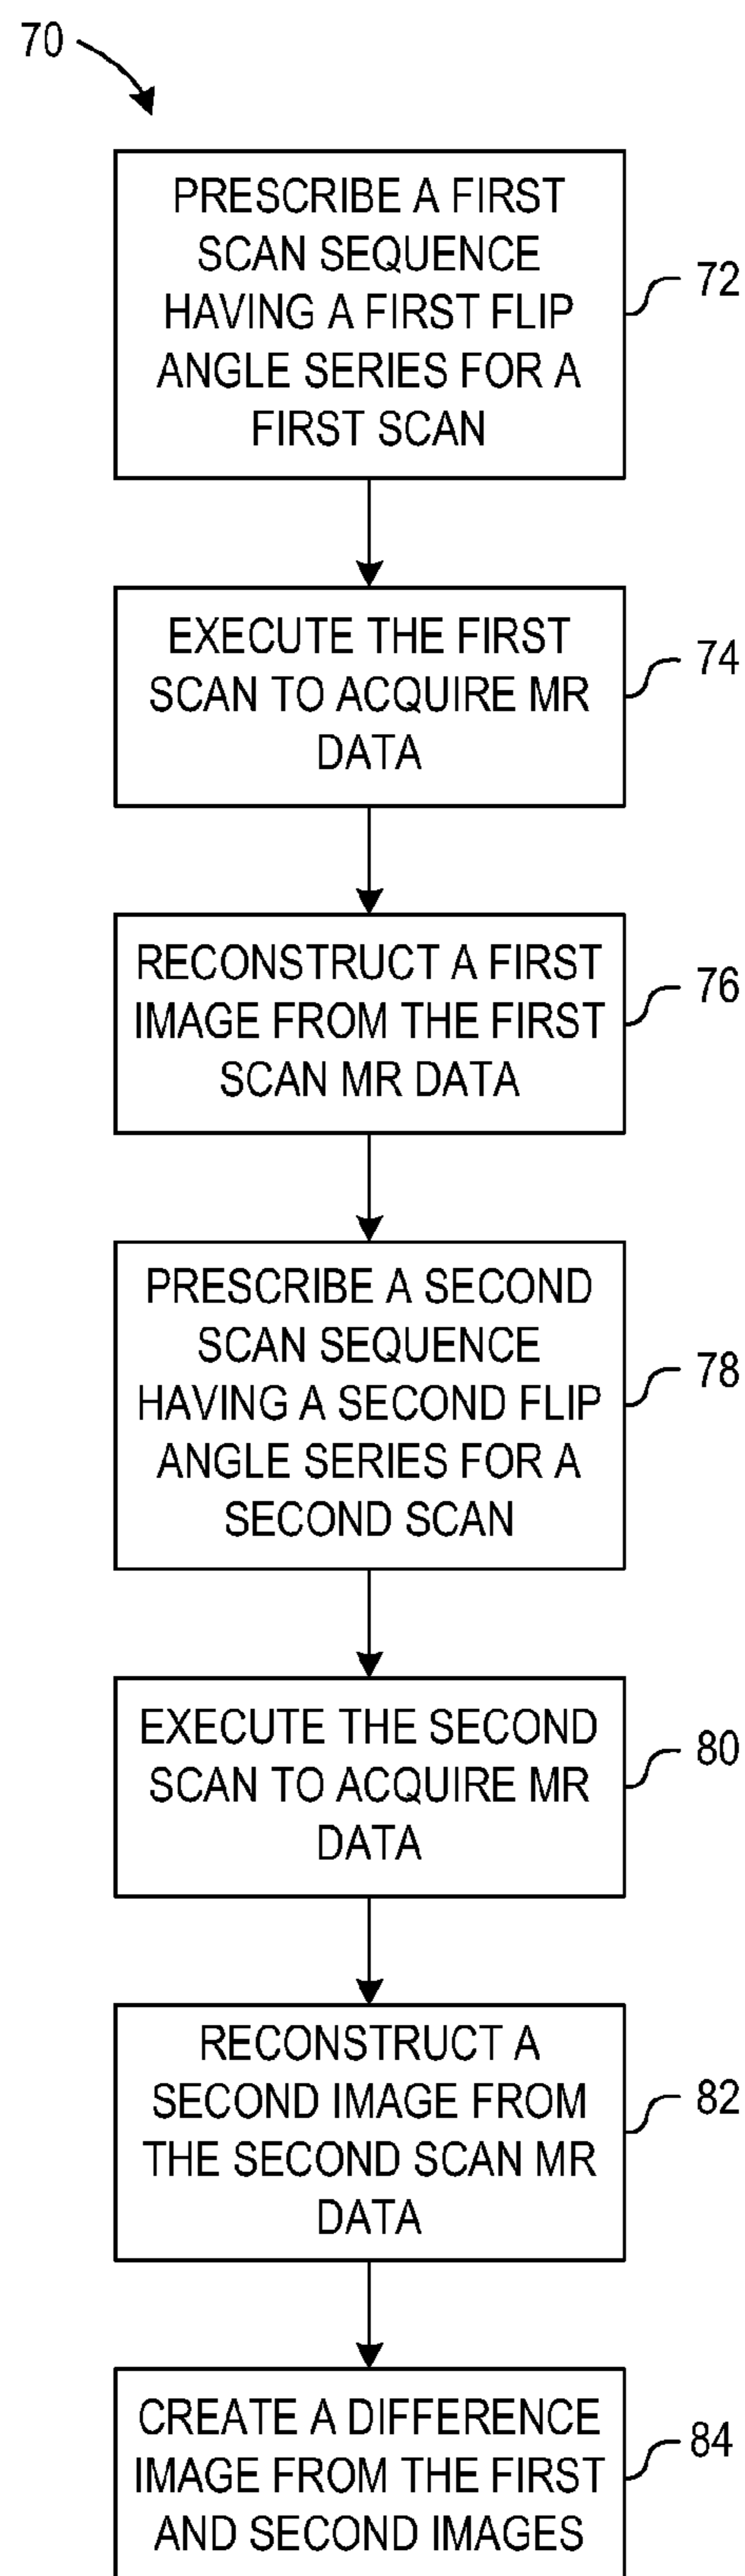 70
PRESCRIBE A FIRST
SCAN SEQUENCE
HAVING A FIRST FLIP
ANGLE SERIES FOR A
FIRST SCAN
72
EXECUTE THE FIRST
SCAN TO ACQUIRE MR
DATA
74
RECONSTRUCT A FIRST
IMAGE FROM THE FIRST
SCAN MR DATA
76
PRESCRIBE A SECOND
SCAN SEQUENCE
HAVING A SECOND FLIP
ANGLE SERIES FOR A
SECOND SCAN
78
EXECUTE THE SECOND
SCAN TO ACQUIRE MR
DATA
80
RECONSTRUCT A
SECOND IMAGE FROM
THE SECOND SCAN MR
DATA
82
CREATE A DIFFERENCE
IMAGE FROM THE FIRST
AND SECOND IMAGES
84